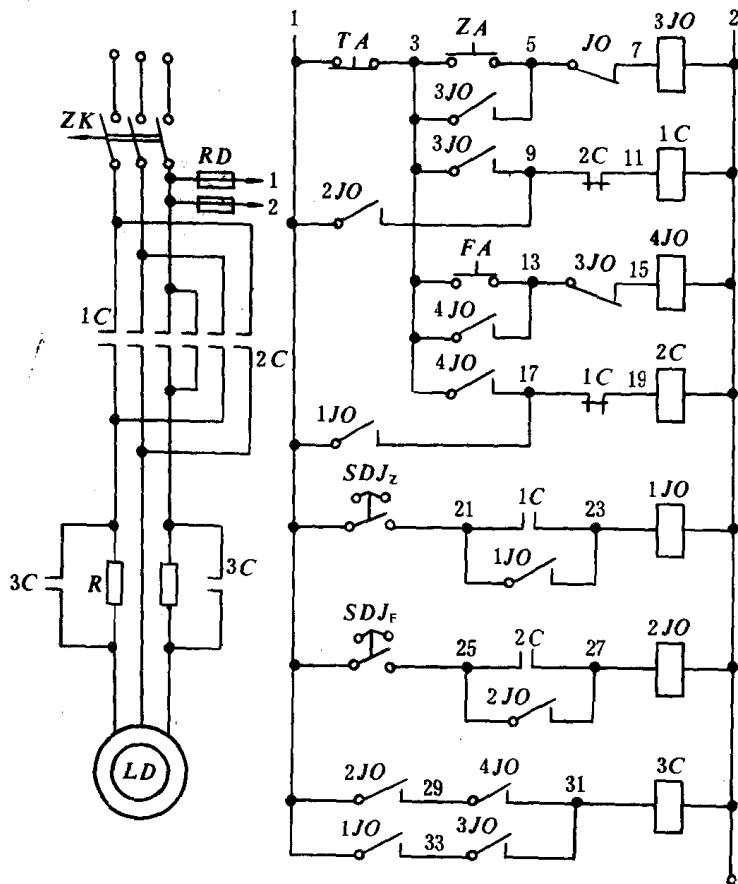 1 2
TA 3 ZA 5 JO 7 3JO
3JO
ZK
RD
1
2
3JO 9 2C 11 1C
2JO
FA 13 3JO 15 4JO
4JO
1C
2C
4JO 17 1C 19 2C
1JO
SDJZ 21 1C 23 1JO
1JO
3C R 3C
SDJF 25 2C 27 2JO
2JO
LD
2JO 29 4JO 31 3C
1JO 33 3JO